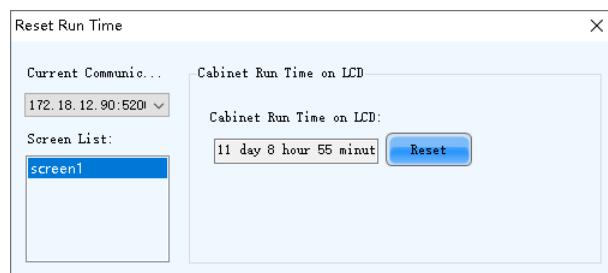 Reset Run Time
Current Communic...
172.18.12.90:520
Screen List:
screen1
Cabinet Run Time on LCD
Cabinet Run Time on LCD:
11 day 8 hour 55 minut
Reset